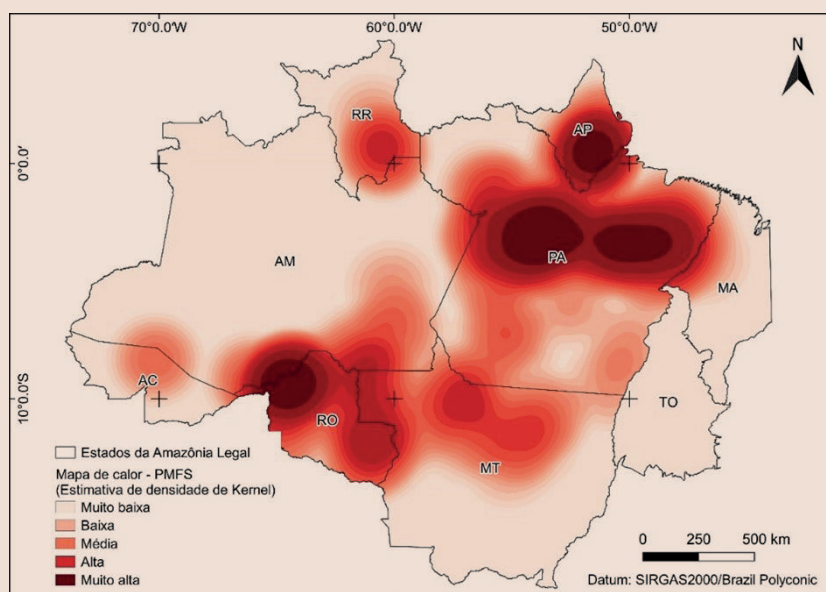 70°0.0'W 60°0.0'W 50°0.0'W
N
RR
AP
0°0.0'
AM
PA
MA
AC
10°0.0'S
RO
TO
MT
Estados da Amazônia Legal
Mapa de calor - PMFS
(Estimativa de densidade de Kernel)
Muito baixa
Baixa
Média
Alta
Muito alta
0 250 500 km
Datum: SIRGAS2000/Brazil Polyconic